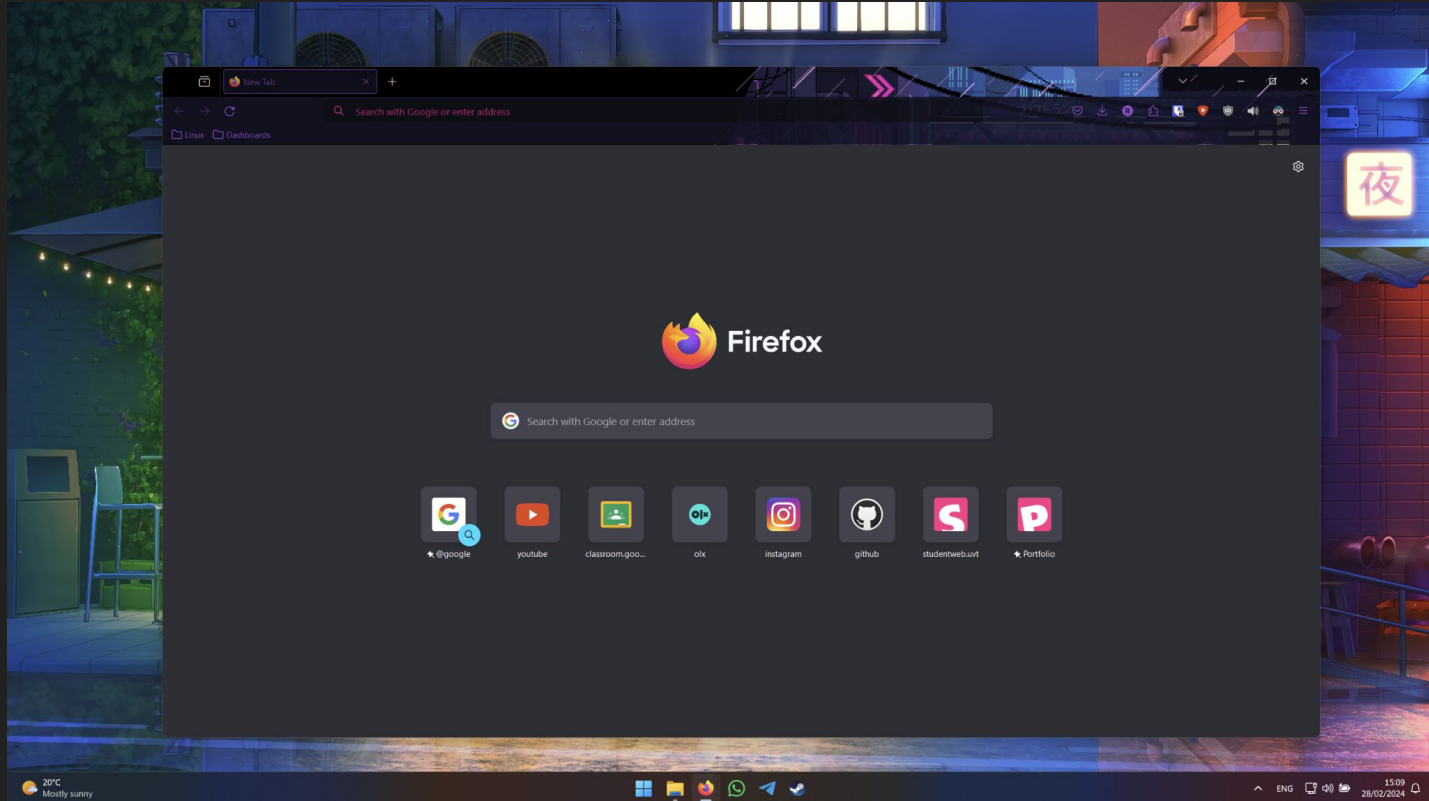 New Tab
Search with Google or enter address
Linux
Dashboards
夜
Firefox
Search with Google or enter address
@google
youtube
classroom.goo...
olx
olx
instagram
github
studentweb.uvt
Portfolio
20°C
Mostly sunny
ENG
15:09
28/02/2024